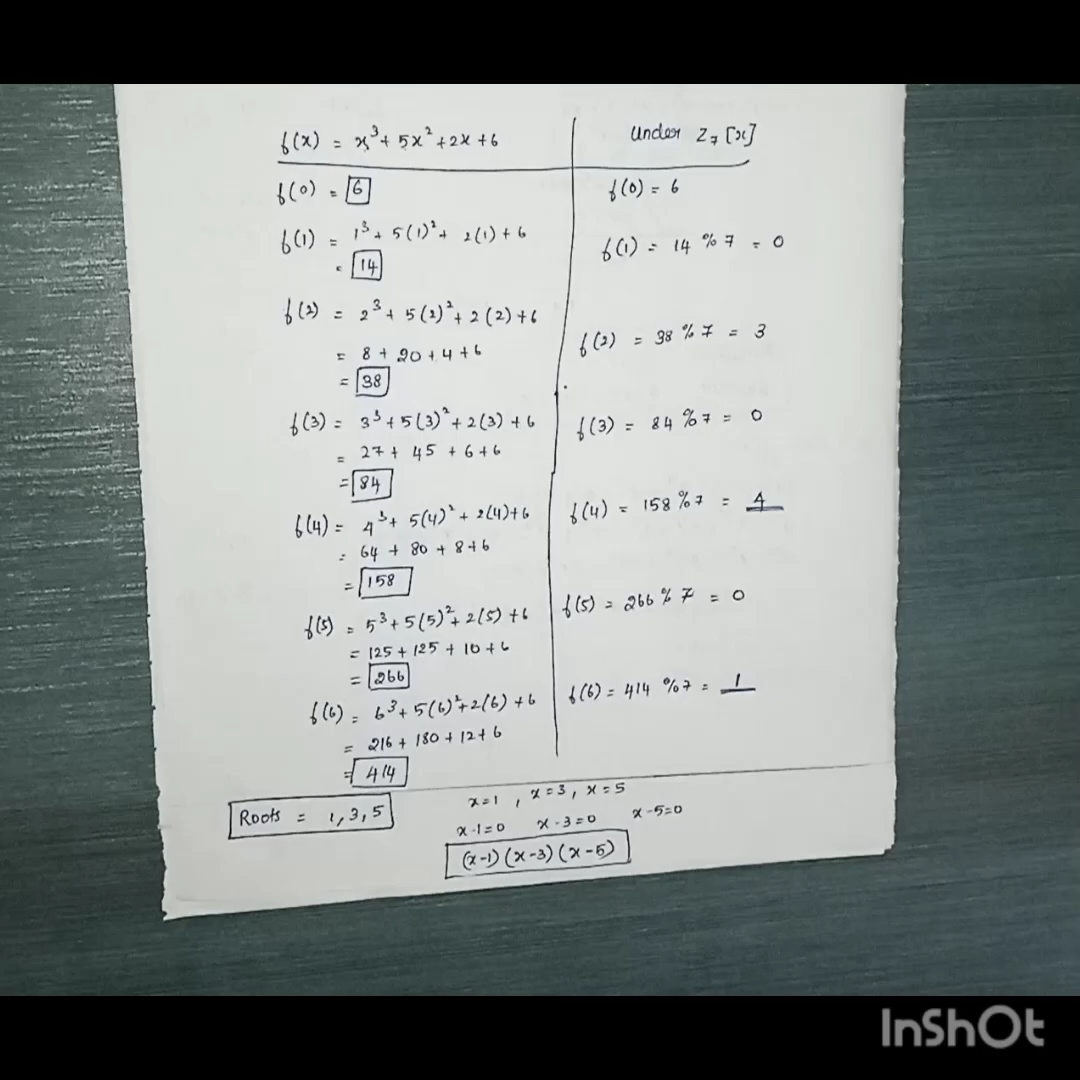 f(x) = x³ + 5x² + 2x + 6
Under Z₇ [x]
f(0) = 6
f(0) = 6
f(1) = 1³ + 5(1)² + 2(1) + 6
= 14
f(1) = 14 % 7 = 0
f(2) = 2³ + 5(2)² + 2(2) + 6
= 8 + 20 + 4 + 6
= 38
f(2) = 38 % 7 = 3
f(3) = 3³ + 5(3)² + 2(3) + 6
= 27 + 45 + 6 + 6
= 84
f(3) = 84 % 7 = 0
f(4) = 4³ + 5(4)² + 2(4) + 6
= 64 + 80 + 8 + 6
= 158
f(4) = 158 % 7 = 4
f(5) = 5³ + 5(5)² + 2(5) + 6
= 125 + 125 + 10 + 6
= 266
f(5) = 266 % 7 = 0
f(6) = 6³ + 5(6)² + 2(6) + 6
= 216 + 180 + 12 + 6
= 414
f(6) = 414 % 7 = 1
Roots = 1, 3, 5
x = 1 , x = 3, x = 5
x - 1 = 0 x - 3 = 0 x - 5 = 0
(x - 1) (x - 3) (x - 5)
InShOt